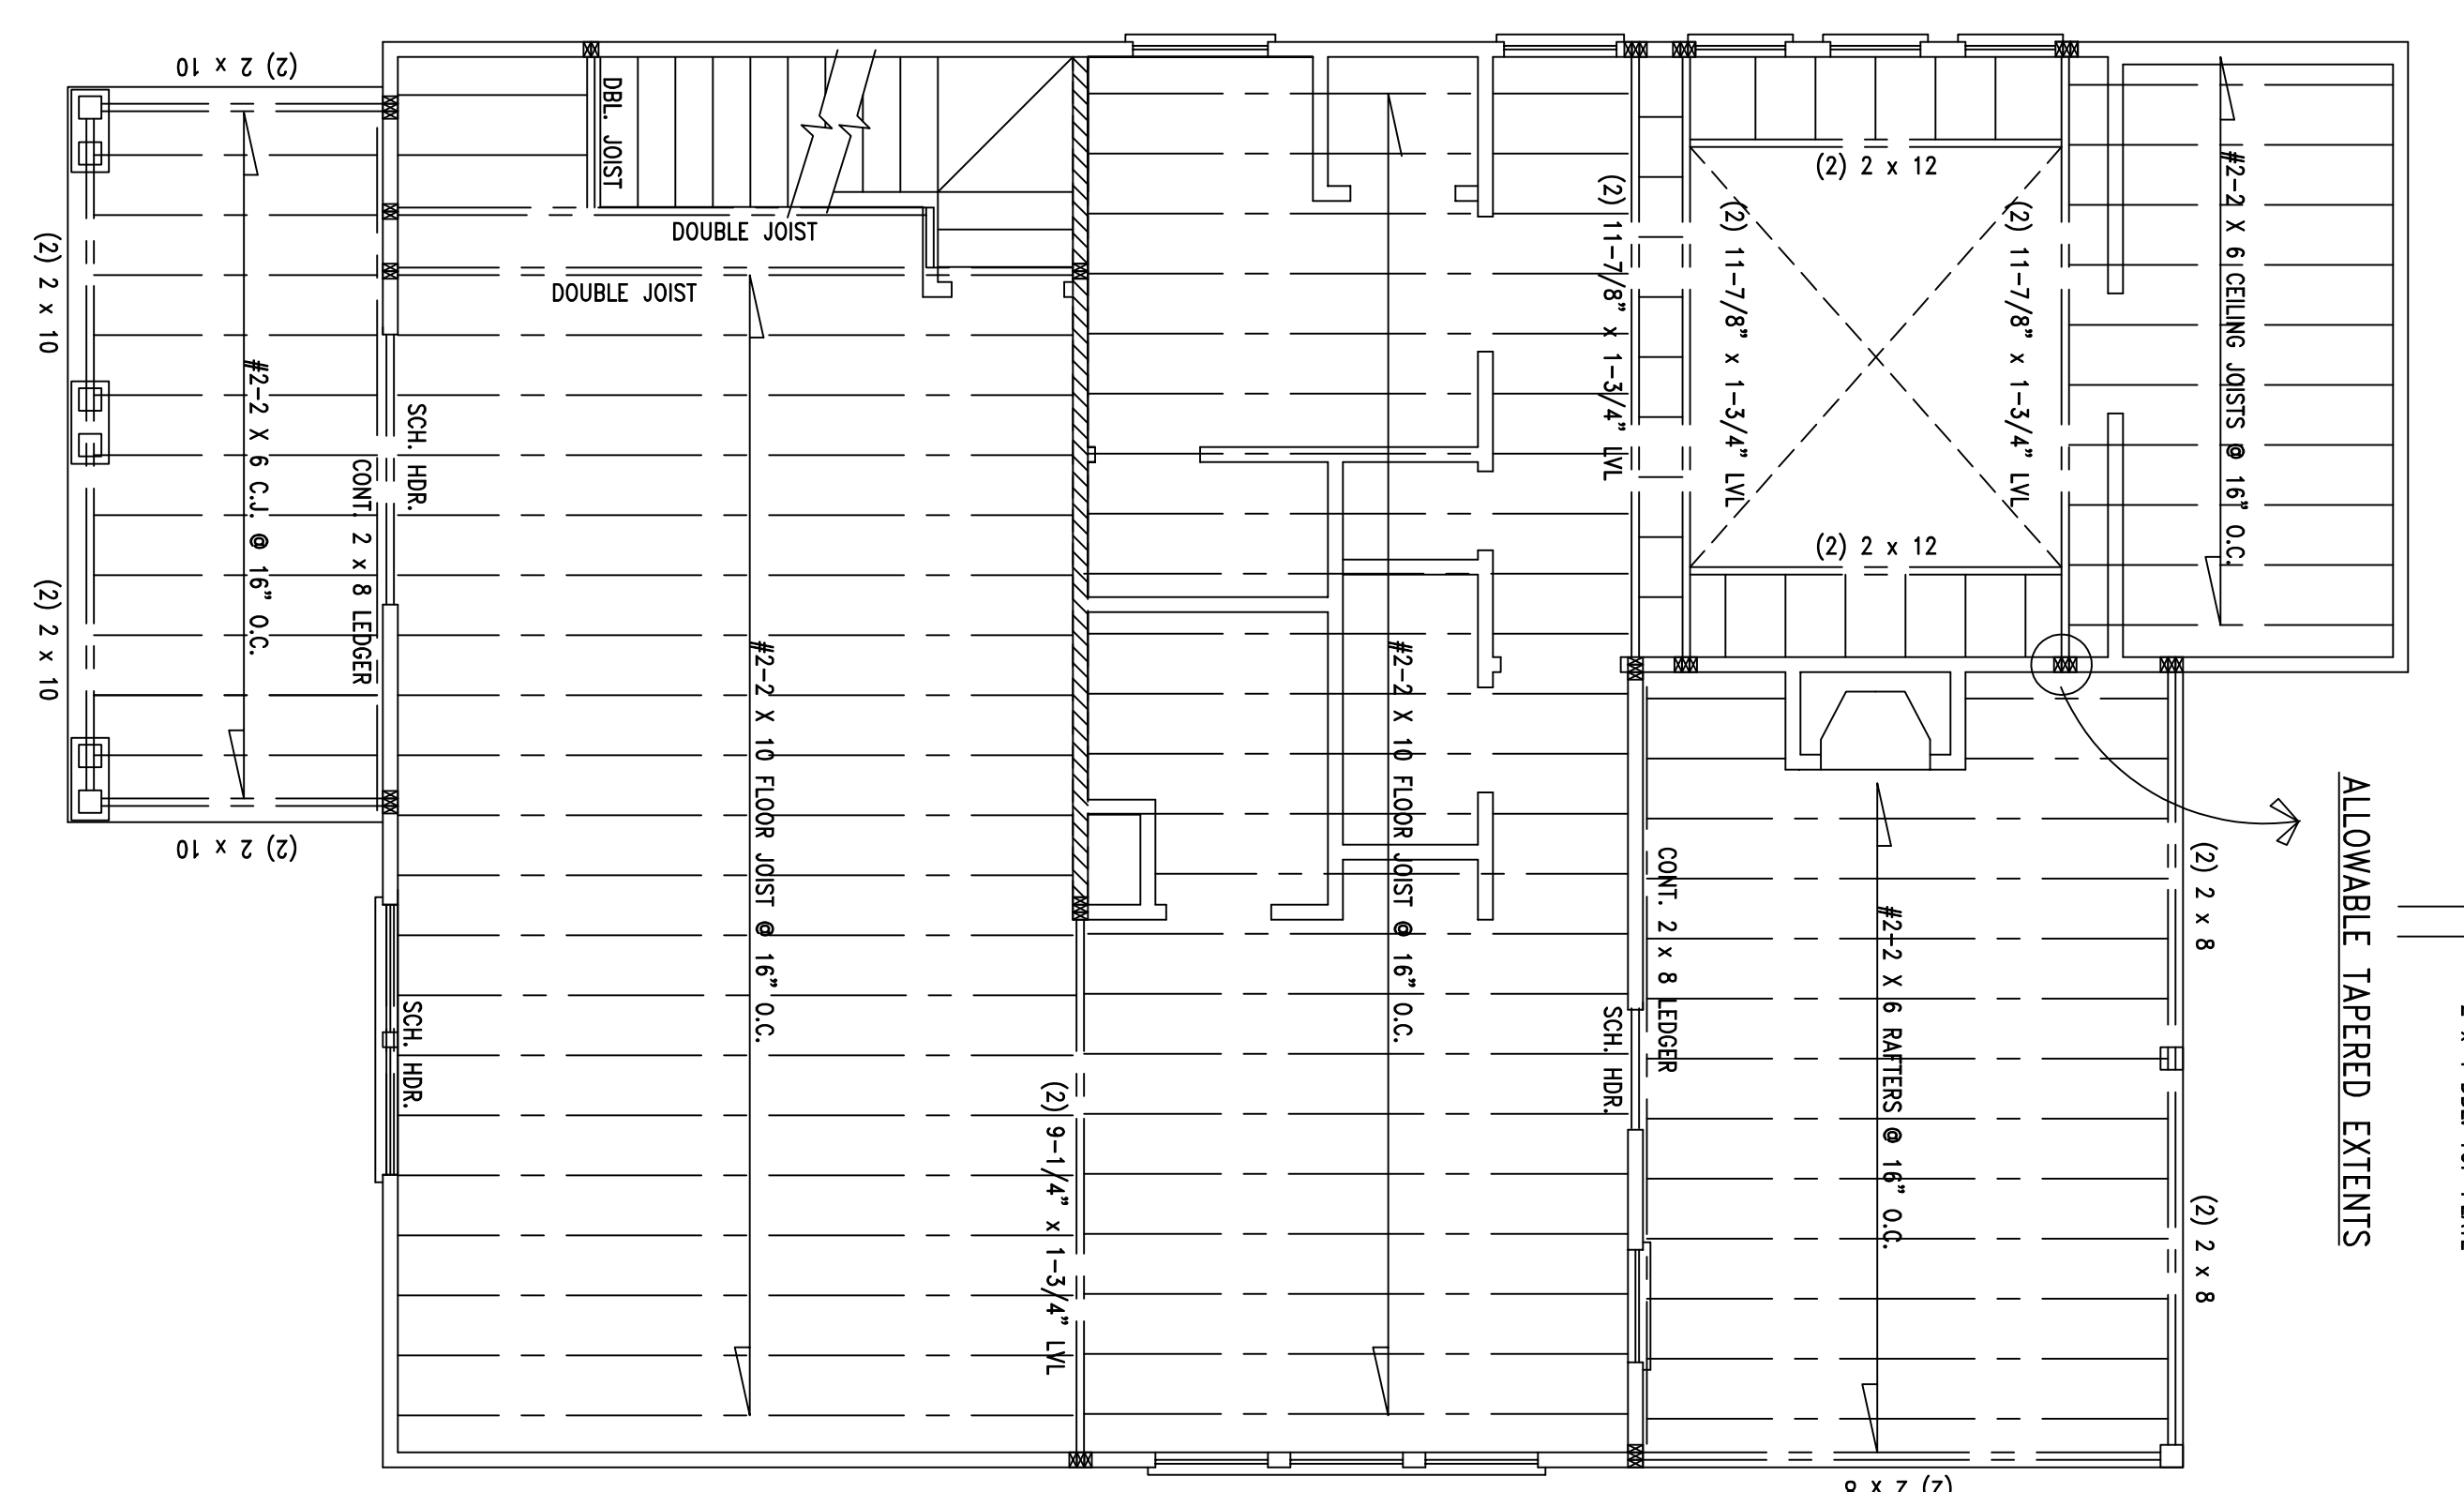 (2) 2 x 10
(2) 2 x 10
(2) 2 x 10
(2) 2 x 10
#2-2 X 6 C.J. @ 16" O.C.
CONT. 2 x 8 LEDGER
SCH. HDR.
SCH. HDR.
DBL. JOIST
DOUBLE JOIST
DOUBLE JOIST
#2-2 X 10 FLOOR JOIST @ 16" O.C.
(2) 9-1/4" x 1-3/4" LVL
#2-2 X 10 FLOOR JOIST @ 16" O.C.
(2) 11-7/8" x 1-3/4" LVL
SCH. HDR.
CONT. 2 x 8 LEDGER
(2) 2 x 12
(2) 11-7/8" x 1-3/4" LVL
(2) 11-7/8" x 1-3/4" LVL
(2) 2 x 12
#2-2 X 6 RAFTERS @ 16" O.C.
#2-2 X 6 CEILING JOISTS @ 16" O.C.
(2) 2 x 8
(2) 2 x 8
(2) 2 x 8
ALLOWABLE TAPERED EXTENTS